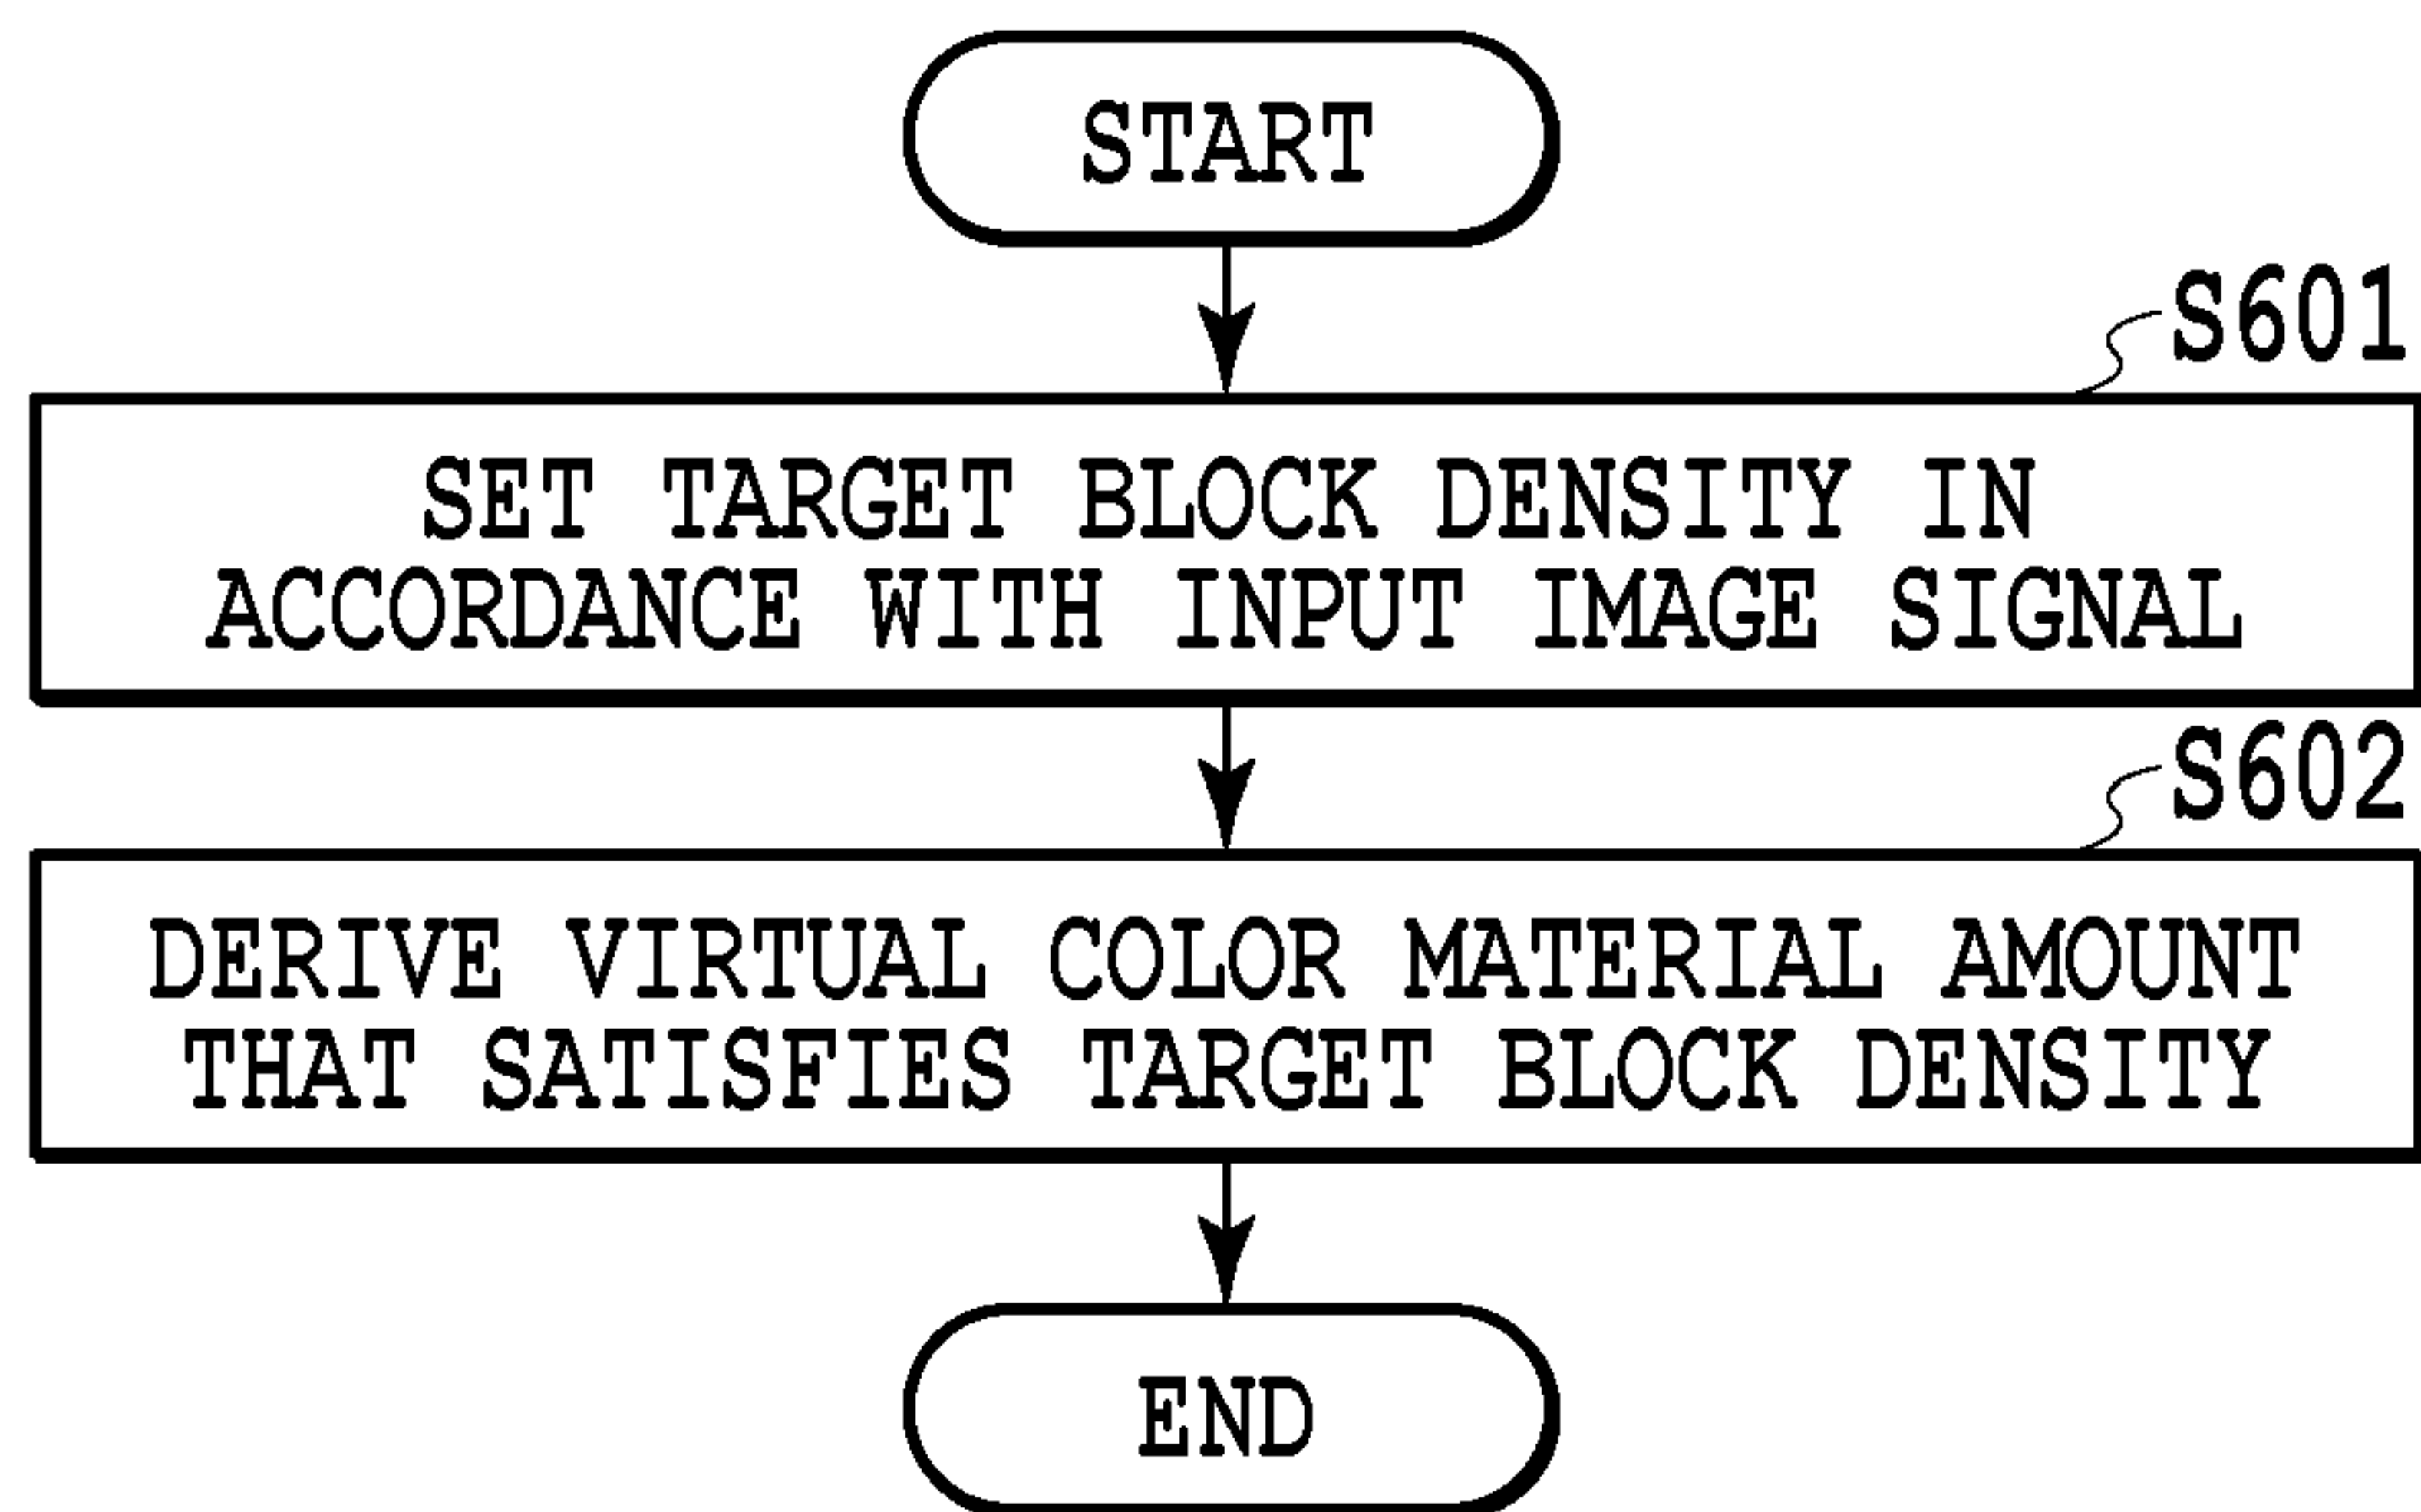 START
S601
SET TARGET BLOCK DENSITY IN
ACCORDANCE WITH INPUT IMAGE SIGNAL
S602
DERIVE VIRTUAL COLOR MATERIAL AMOUNT
THAT SATISFIES TARGET BLOCK DENSITY
END